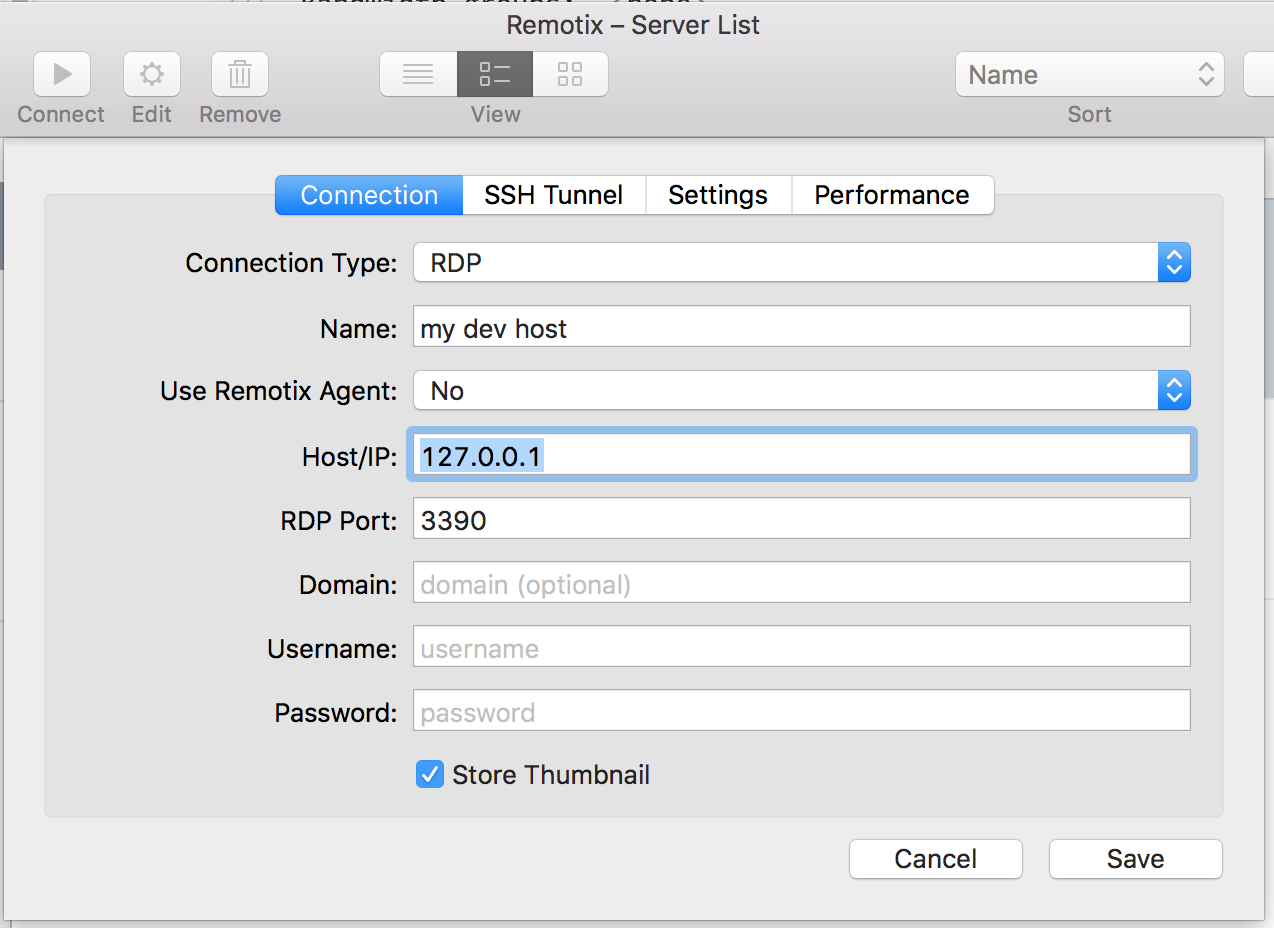 Remotix – Server List
Connect Edit Remove View Name Sort
Connection SSH Tunnel Settings Performance
Connection Type: RDP
Name: my dev host
Use Remotix Agent: No
Host/IP: 127.0.0.1
RDP Port: 3390
Domain: domain (optional)
Username: username
Password: password
Store Thumbnail
Cancel Save